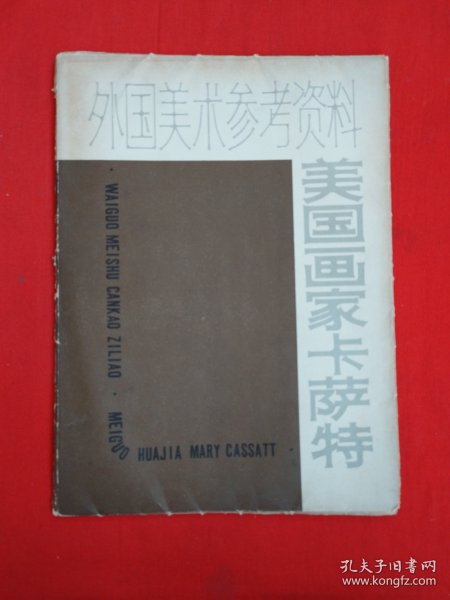 外国美术参考资料
美国画家卡萨特
· WAIGUO MEISHU CANKAO ZILIAO · MEIGUO HUAJIA MARY CASSATT ·
孔夫子旧书网
www.kongfz.com